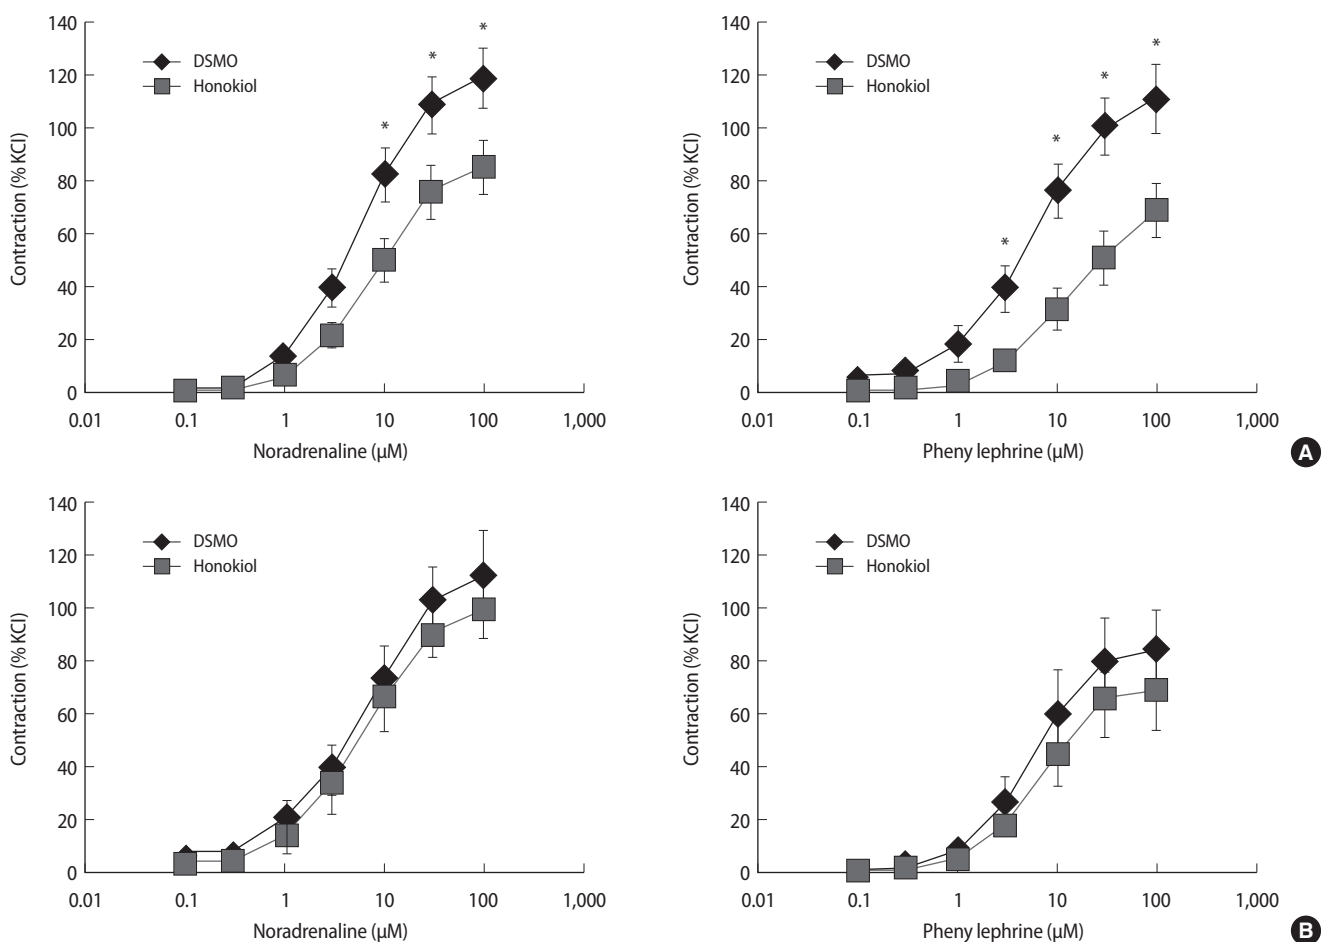 140
120
100
80
60
40
20
0
Contraction (% KCl)
DSMO
Honokiol
*
*
*
0.01 0.1 1 10 100 1,000
Noradrenaline (μM)
140
120
100
80
60
40
20
0
Contraction (% KCl)
DSMO
Honokiol
*
*
*
*
0.01 0.1 1 10 100 1,000
Pheny lephrine (μM)
A
140
120
100
80
60
40
20
0
Contraction (% KCl)
DSMO
Honokiol
0.01 0.1 1 10 100 1,000
Noradrenaline (μM)
140
120
100
80
60
40
20
0
Contraction (% KCl)
DSMO
Honokiol
0.01 0.1 1 10 100 1,000
Pheny lephrine (μM)
B